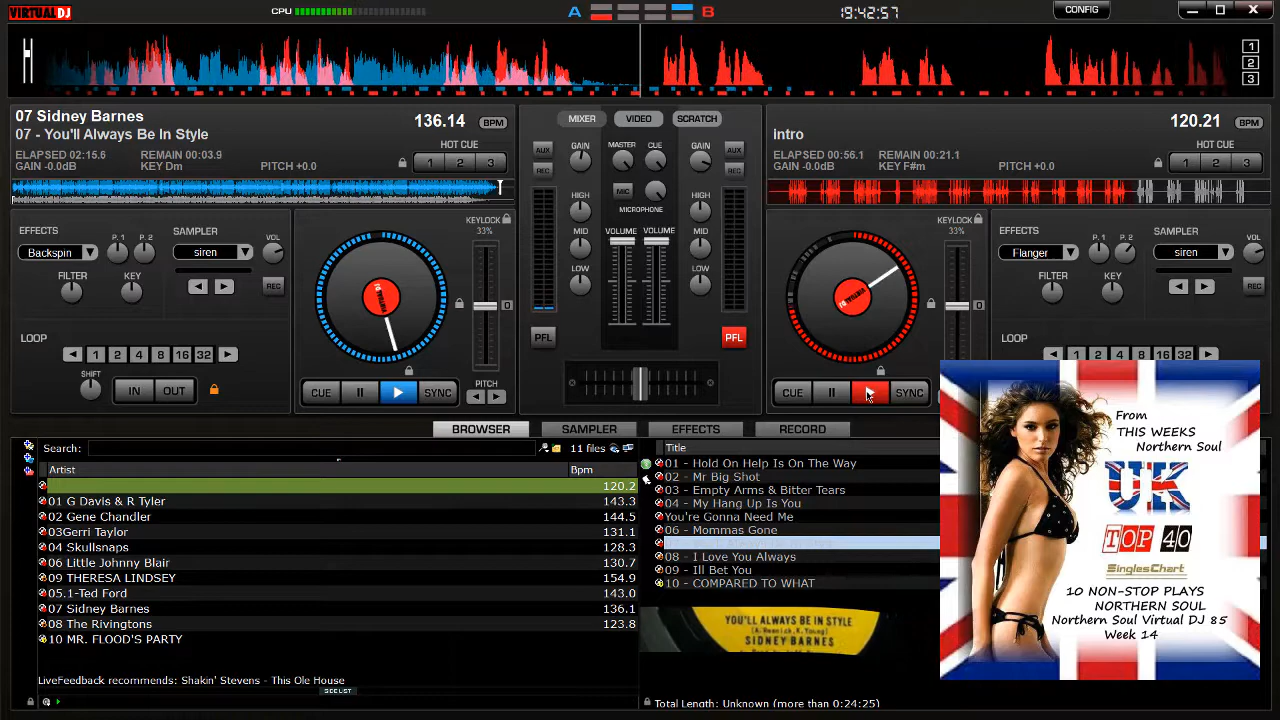 VIRTUALDJ
CPU
A
B
19:42:57
CONFIG
1
2
3
07 Sidney Barnes
07 - You'll Always Be In Style
136.14
BPM
ELAPSED 02:15.6
REMAIN 00:03.9
GAIN -0.0dB
KEY Dm
PITCH +0.0
HOT CUE
1
2
3
MIXER
VIDEO
SCRATCH
AUX
REC
GAIN
MASTER
CUE
GAIN
AUX
REC
MIC
MICROPHONE
HIGH
HIGH
MID
VOLUME
VOLUME
MID
LOW
LOW
PFL
PFL
intro
120.21
BPM
ELAPSED 00:56.1
REMAIN 00:21.1
GAIN -0.0dB
KEY F#m
PITCH +0.0
HOT CUE
1
2
3
EFFECTS
Backspin
P. 1
P. 2
SAMPLER
siren
VOL
FILTER
KEY
REC
LOOP
1
2
4
8
16
32
SHIFT
IN
OUT
KEYLOCK
33%
0
CUE
SYNC
PITCH
KEYLOCK
33%
0
CUE
SYNC
EFFECTS
Flanger
P. 1
P. 2
SAMPLER
siren
VOL
FILTER
KEY
REC
LOOP
1
2
4
8
16
32
BROWSER
SAMPLER
EFFECTS
RECORD
Search:
11 files
Artist
Bpm
120.2
01 G Davis & R Tyler
143.3
02 Gene Chandler
144.5
03Gerri Taylor
131.1
04 Skullsnaps
128.3
06 Little Johnny Blair
130.7
09 THERESA LINDSEY
154.9
05.1-Ted Ford
143.0
07 Sidney Barnes
136.1
08 The Rivingtons
123.8
10 MR. FLOOD'S PARTY
LiveFeedback recommends: Shakin' Stevens - This Ole House
Title
01 - Hold On Help Is On The Way
02 - Mr Big Shot
03 - Empty Arms & Bitter Tears
04 - My Hang Up Is You
You're Gonna Need Me
06 - Mommas Gone
08 - I Love You Always
09 - Ill Bet You
10 - COMPARED TO WHAT
YOU'LL ALWAYS BE IN STYLE
SIDNEY BARNES
Total Length: Unknown (more than 0:24:25)
From
THIS WEEKS
Northern Soul
UK
TOP 40
SinglesChart
10 NON-STOP PLAYS
NORTHERN SOUL
Northern Soul Virtual DJ 85
Week 14